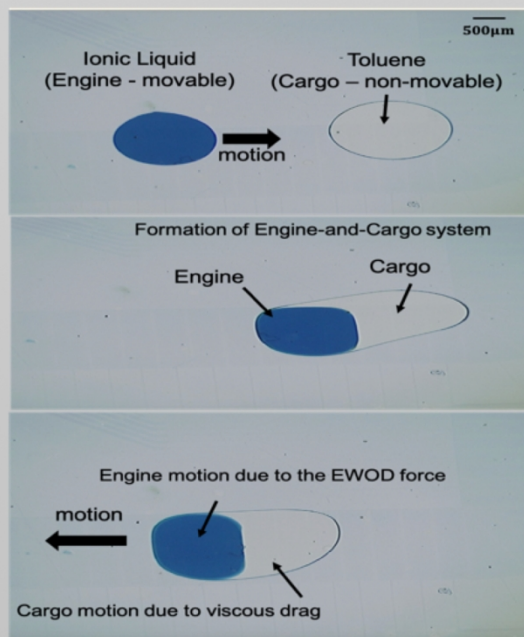 500μm
Ionic Liquid
(Engine - movable)
Toluene
(Cargo – non-movable)
motion
Formation of Engine-and-Cargo system
Engine
Cargo
Engine motion due to the EWOD force
motion
Cargo motion due to viscous drag